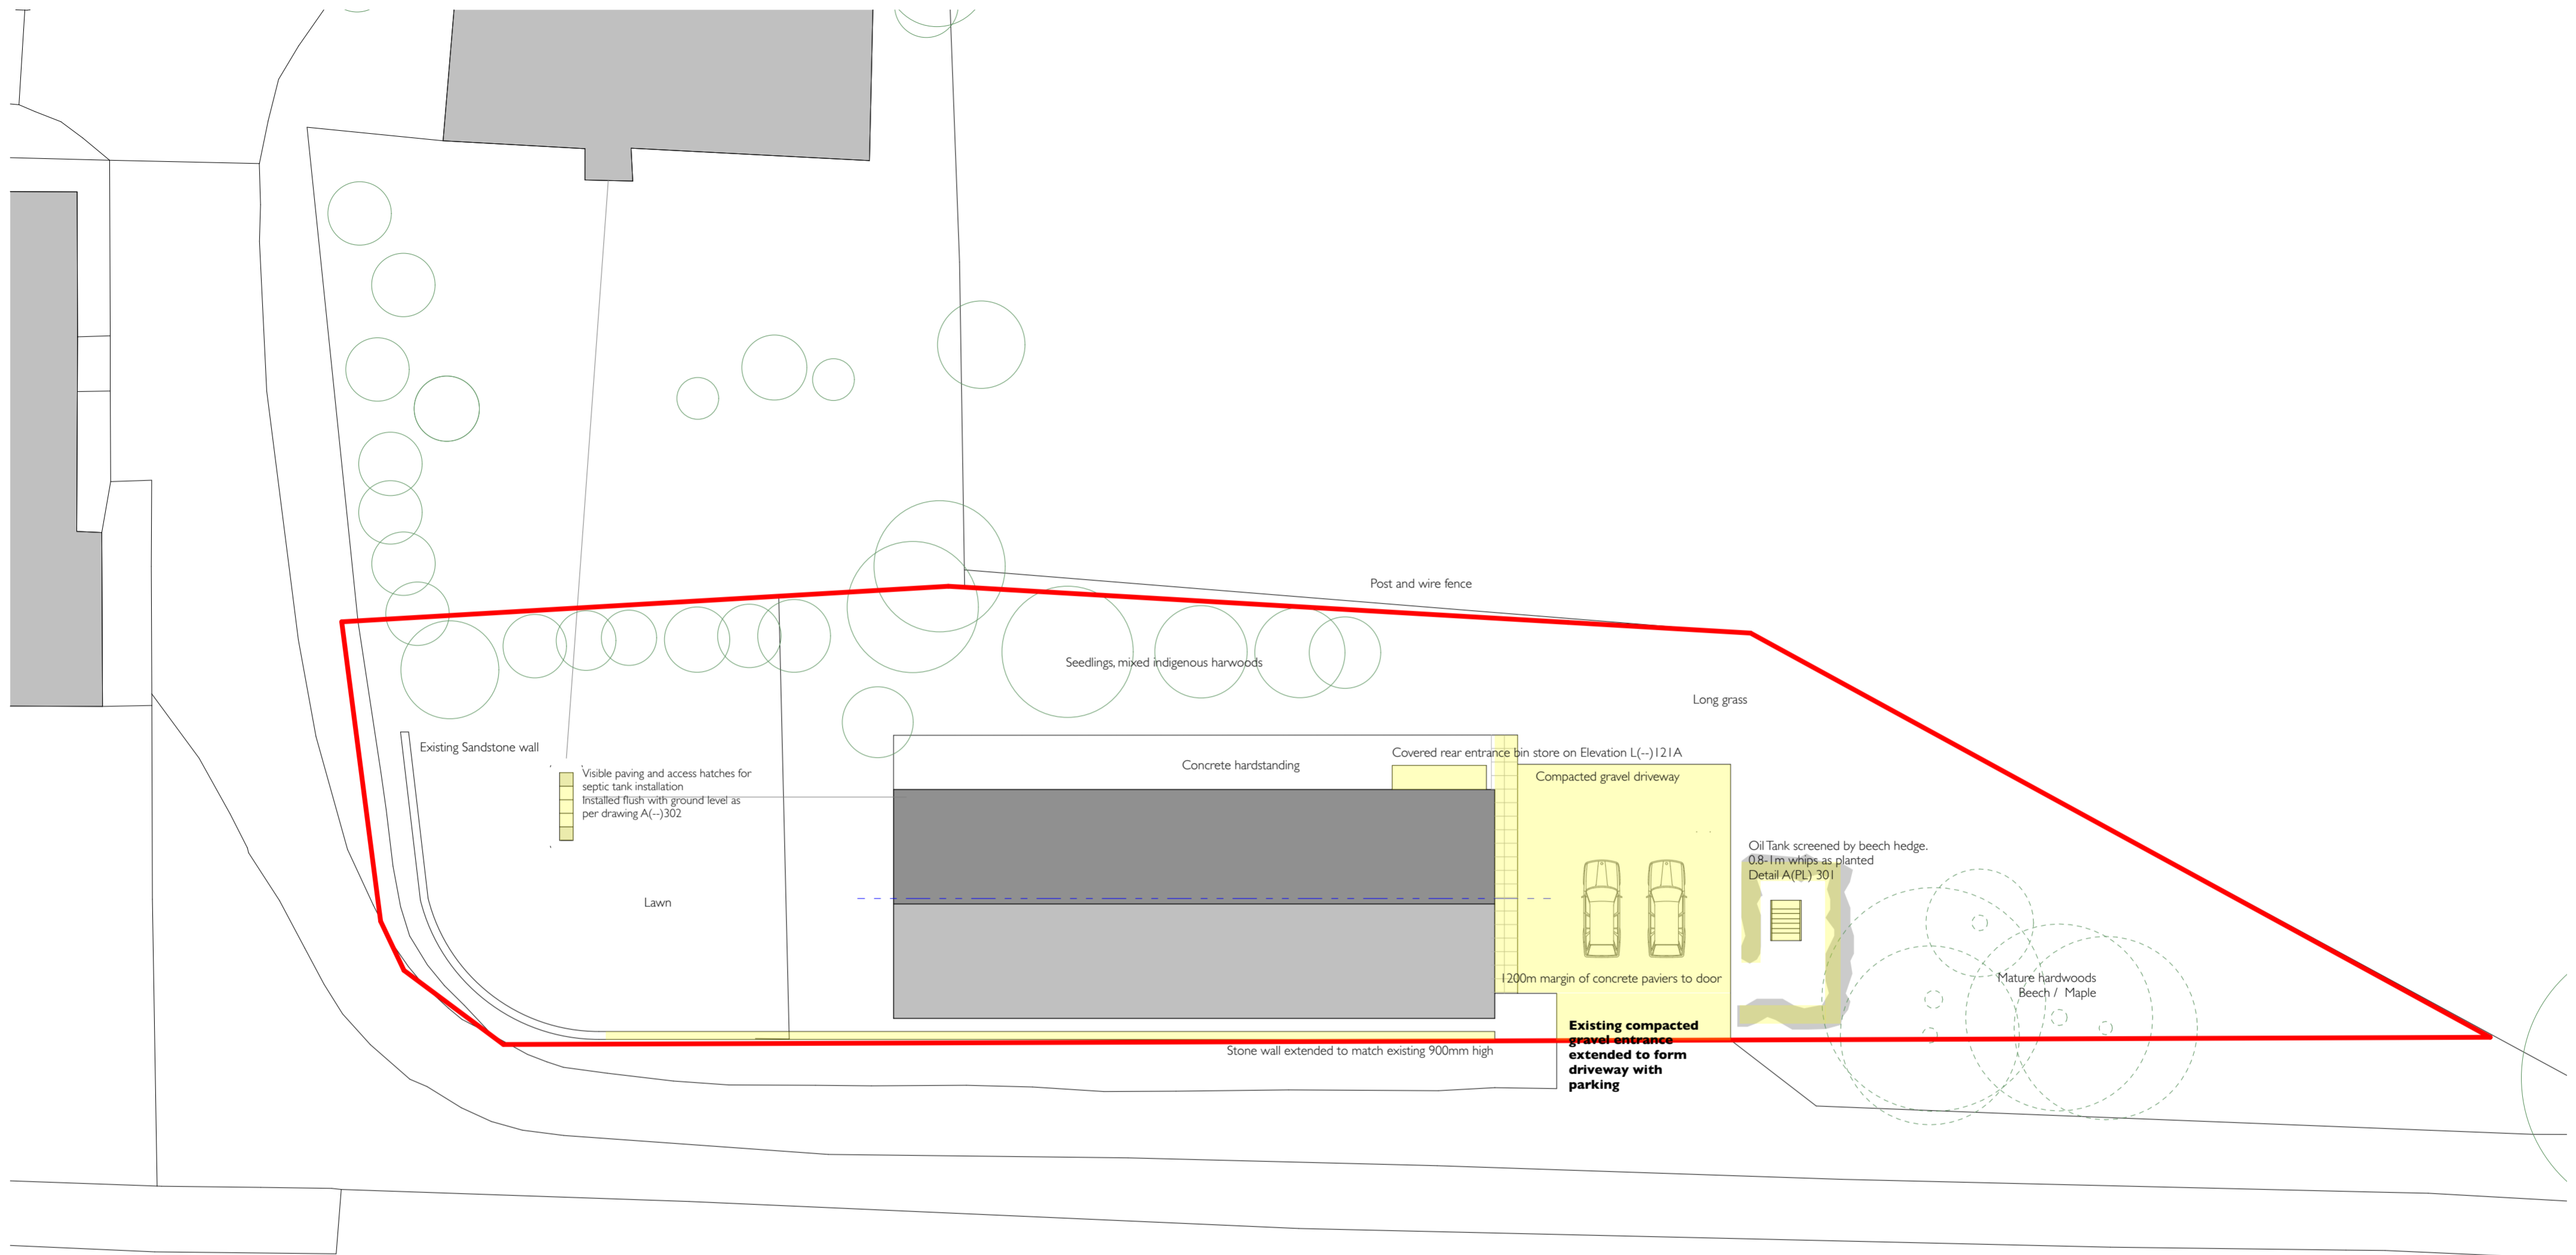 Post and wire fence
Seedlings, mixed indigenous harwoods
Long grass
Existing Sandstone wall
Covered rear entrance bin store on Elevation L(--)121A
Concrete hardstanding
Compacted gravel driveway
Visible paving and access hatches for
septic tank installation
Installed flush with ground level as
per drawing A(--)302
Oil Tank screened by beech hedge.
0.8-1m whips as planted
Detail A(PL) 301
Lawn
1200m margin of concrete paviers to door
Mature hardwoods
Beech / Maple
Existing compacted
gravel entrance
extended to form
driveway with
parking
Stone wall extended to match existing 900mm high